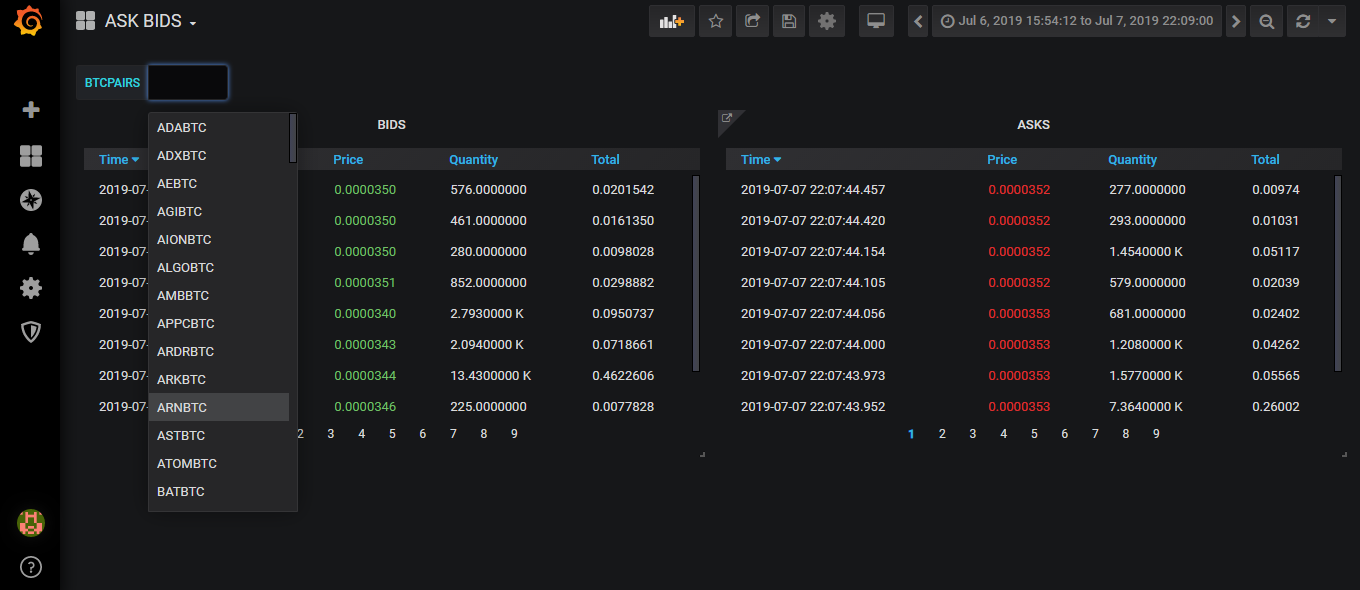 ASK BIDS
Jul 6, 2019 15:54:12 to Jul 7, 2019 22:09:00
BTCPAIRS
ADABTC
ADXBTC
AEBTC
AGIBTC
AIONBTC
ALGOBTC
AMBBTC
APPCBTC
ARDRBTC
ARKBTC
ARNBTC
ASTBTC
ATOMBTC
BATBTC
BIDS
Time Price Quantity Total
2019-07- 0.0000350 576.0000000 0.0201542
2019-07- 0.0000350 461.0000000 0.0161350
2019-07- 0.0000350 280.0000000 0.0098028
2019-07- 0.0000351 852.0000000 0.0298882
2019-07- 0.0000340 2.7930000 K 0.0950737
2019-07- 0.0000343 2.0940000 K 0.0718661
2019-07- 0.0000344 13.4300000 K 0.4622606
2019-07- 0.0000346 225.0000000 0.0077828
2 3 4 5 6 7 8 9
ASKS
Time Price Quantity Total
2019-07-07 22:07:44.457 0.0000352 277.0000000 0.00974
2019-07-07 22:07:44.420 0.0000352 293.0000000 0.01031
2019-07-07 22:07:44.154 0.0000352 1.4540000 K 0.05117
2019-07-07 22:07:44.105 0.0000352 579.0000000 0.02039
2019-07-07 22:07:44.056 0.0000353 681.0000000 0.02402
2019-07-07 22:07:44.000 0.0000353 1.2080000 K 0.04262
2019-07-07 22:07:43.973 0.0000353 1.5770000 K 0.05565
2019-07-07 22:07:43.952 0.0000353 7.3640000 K 0.26002
1 2 3 4 5 6 7 8 9
?